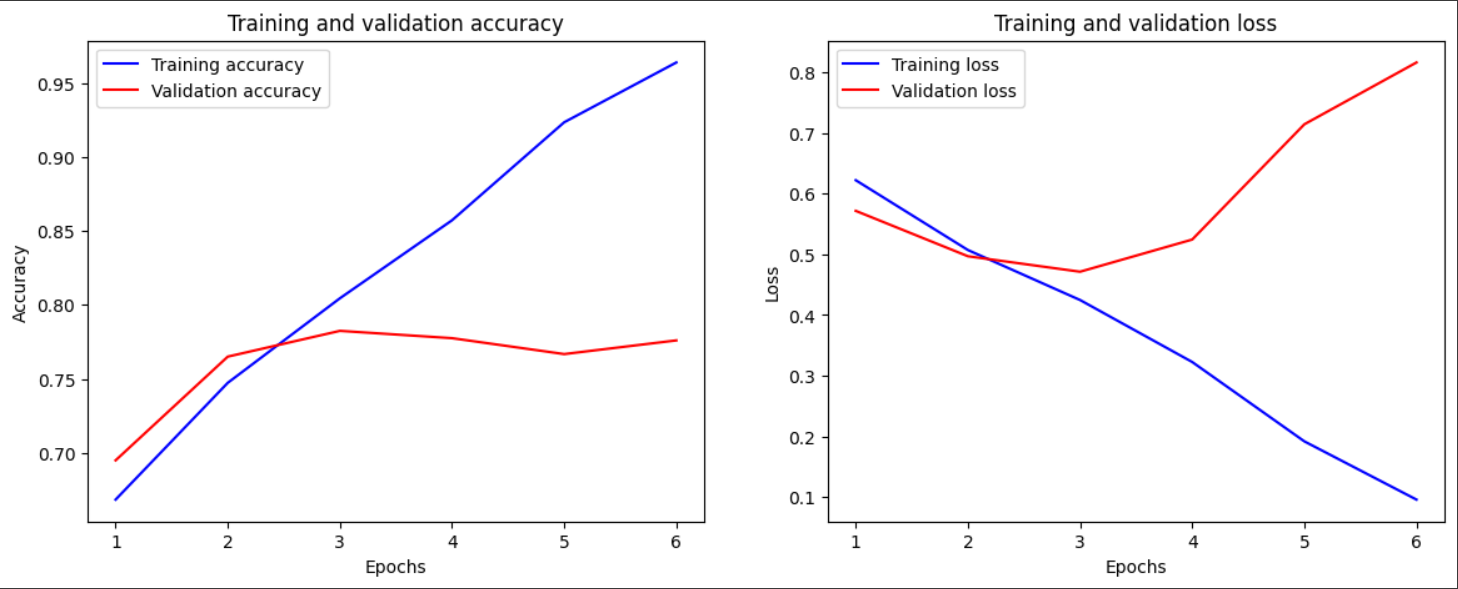 Training and validation accuracy
Training accuracy
Validation accuracy
0.95
0.90
0.85
0.80
0.75
0.70
Accuracy
1 2 3 4 5 6
Epochs
Training and validation loss
Training loss
Validation loss
0.8
0.7
0.6
0.5
0.4
0.3
0.2
0.1
Loss
1 2 3 4 5 6
Epochs